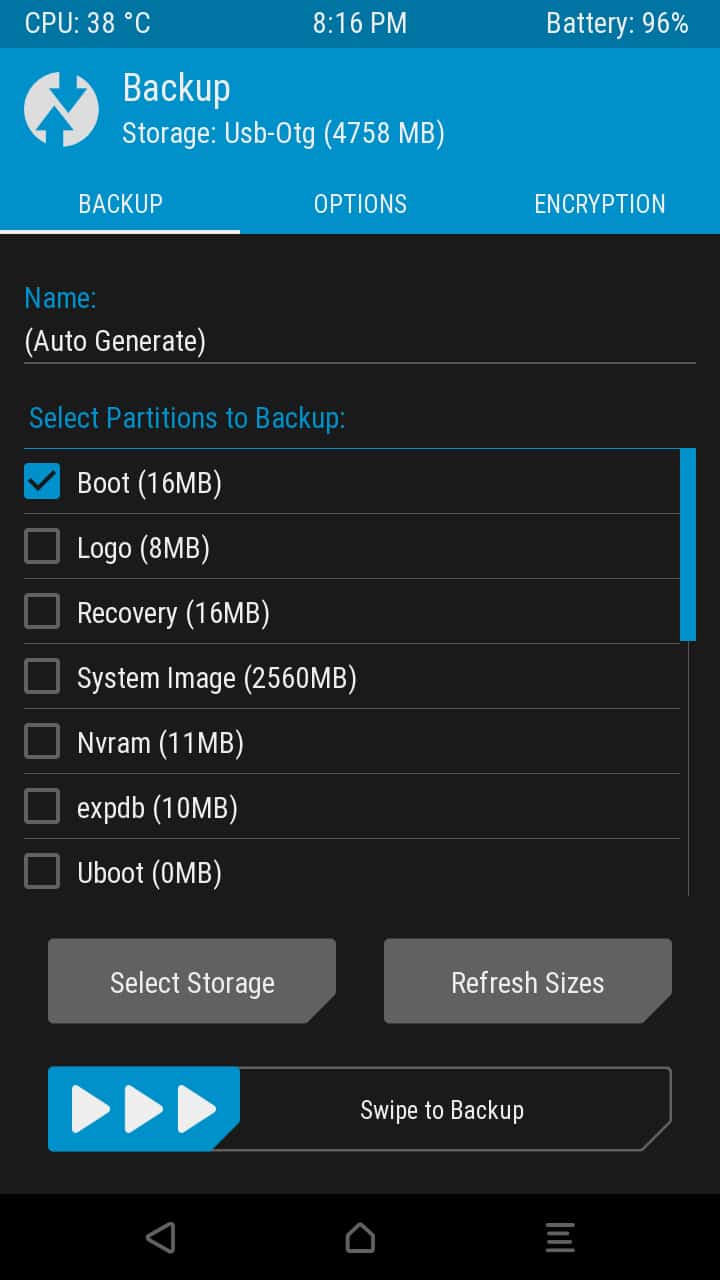 CPU: 38 °C 8:16 PM Battery: 96%
Backup
Storage: Usb-Otg (4758 MB)
BACKUP OPTIONS ENCRYPTION
Name:
(Auto Generate)
Select Partitions to Backup:
Boot (16MB)
Logo (8MB)
Recovery (16MB)
System Image (2560MB)
Nvram (11MB)
expdb (10MB)
Uboot (0MB)
Select Storage Refresh Sizes
Swipe to Backup